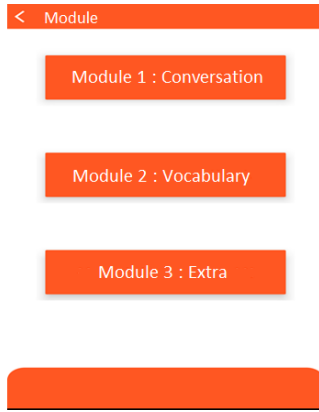 < Module
Module 1 : Conversation
Module 2 : Vocabulary
Module 3 : Extra